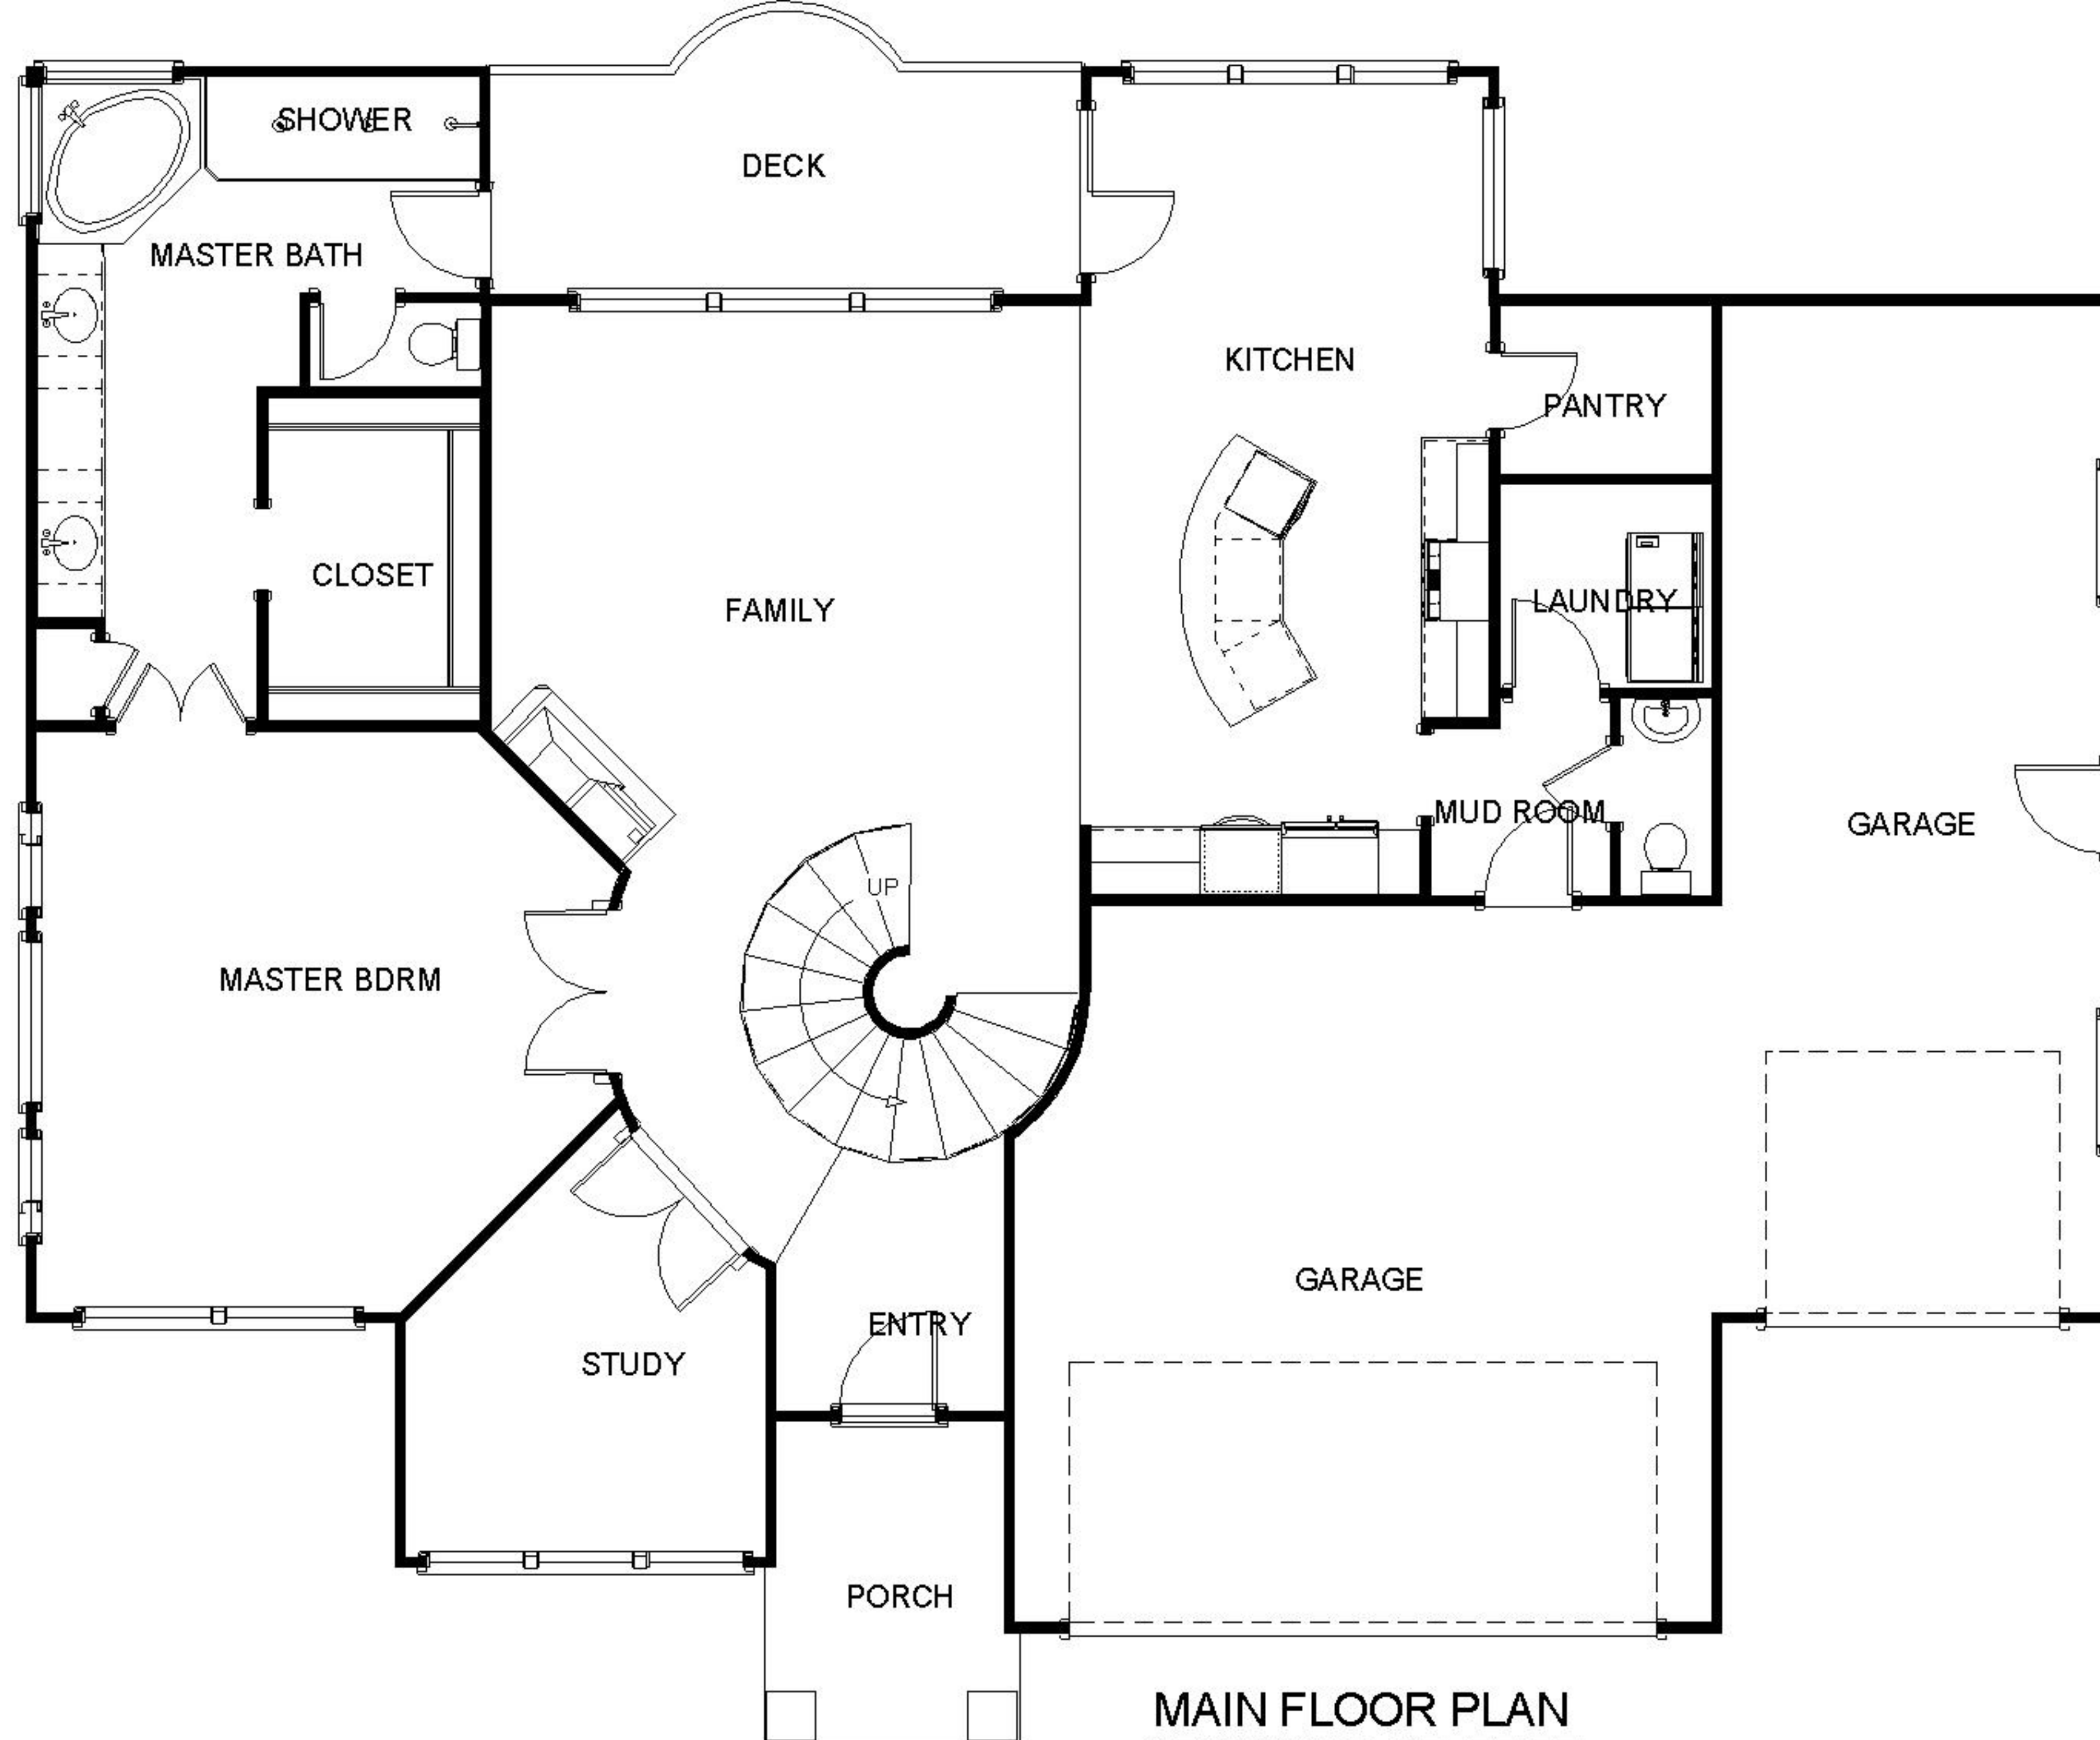 SHOWER
DECK
MASTER BATH
KITCHEN
PANTRY
CLOSET
FAMILY
LAUNDRY
MUD ROOM
GARAGE
UP
MASTER BDRM
GARAGE
ENTRY
STUDY
PORCH
MAIN FLOOR PLAN